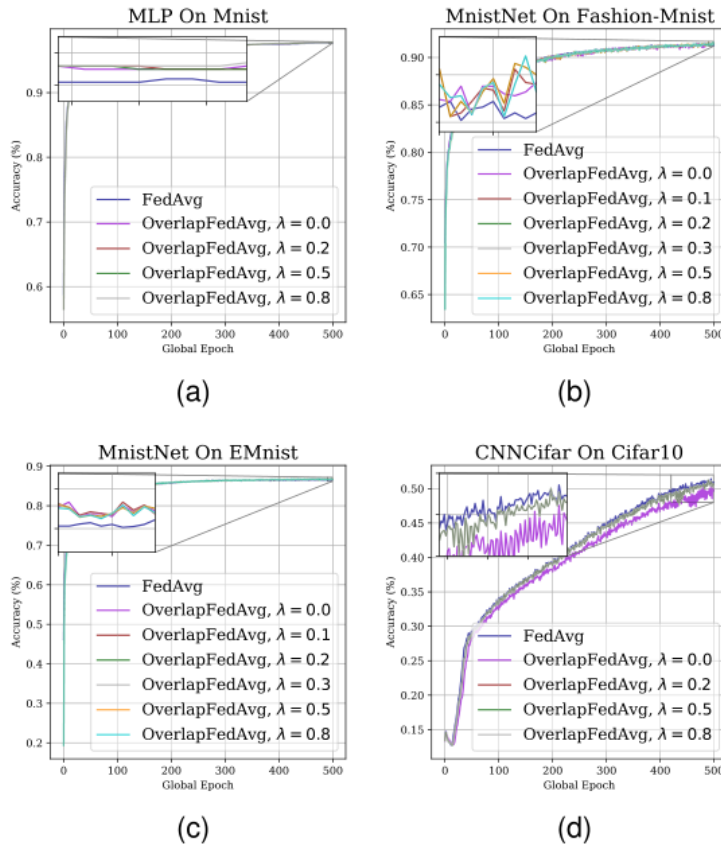 MLP On Mnist
0.9
0.8
0.7
0.6
Accuracy (%)
FedAvg
OverlapFedAvg, λ = 0.0
OverlapFedAvg, λ = 0.2
OverlapFedAvg, λ = 0.5
OverlapFedAvg, λ = 0.8
0 100 200 300 400 500
Global Epoch
(a)
MnistNet On Fashion-Mnist
0.90
0.85
0.80
0.75
0.70
0.65
Accuracy (%)
FedAvg
OverlapFedAvg, λ = 0.0
OverlapFedAvg, λ = 0.1
OverlapFedAvg, λ = 0.2
OverlapFedAvg, λ = 0.3
OverlapFedAvg, λ = 0.5
OverlapFedAvg, λ = 0.8
0 100 200 300 400 500
Global Epoch
(b)
MnistNet On EMnist
0.9
0.8
0.7
0.6
0.5
0.4
0.3
0.2
Accuracy (%)
FedAvg
OverlapFedAvg, λ = 0.0
OverlapFedAvg, λ = 0.1
OverlapFedAvg, λ = 0.2
OverlapFedAvg, λ = 0.3
OverlapFedAvg, λ = 0.5
OverlapFedAvg, λ = 0.8
0 100 200 300 400 500
Global Epoch
(c)
CNNCifar On Cifar10
0.50
0.45
0.40
0.35
0.30
0.25
0.20
0.15
Accuracy (%)
FedAvg
OverlapFedAvg, λ = 0.0
OverlapFedAvg, λ = 0.2
OverlapFedAvg, λ = 0.5
OverlapFedAvg, λ = 0.8
0 100 200 300 400 500
Global Epoch
(d)